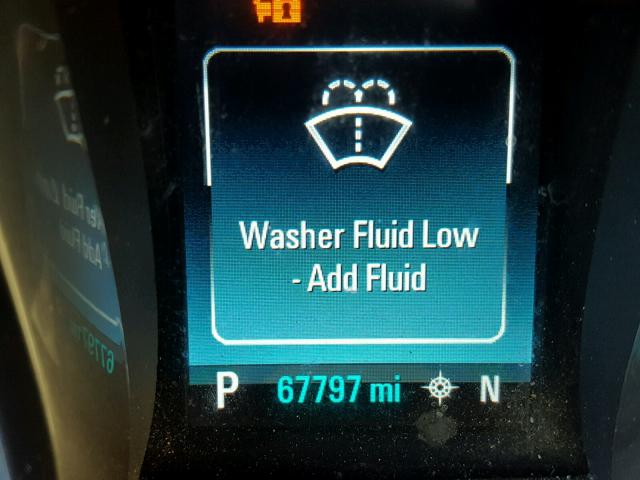 Washer Fluid Low
- Add Fluid
P 67797 mi N